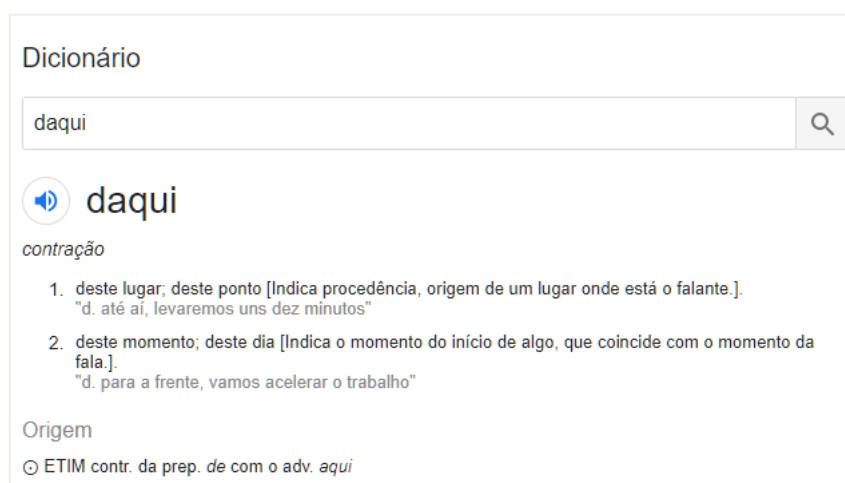 Dicionário
daqui
daqui
contração
1. deste lugar; deste ponto [Indica procedência, origem de um lugar onde está o falante.].
"d. até aí, levaremos uns dez minutos"
2. deste momento; deste dia [Indica o momento do início de algo, que coincide com o momento da
fala.].
"d. para a frente, vamos acelerar o trabalho"
Origem
⊙ ETIM contr. da prep. de com o adv. aqui